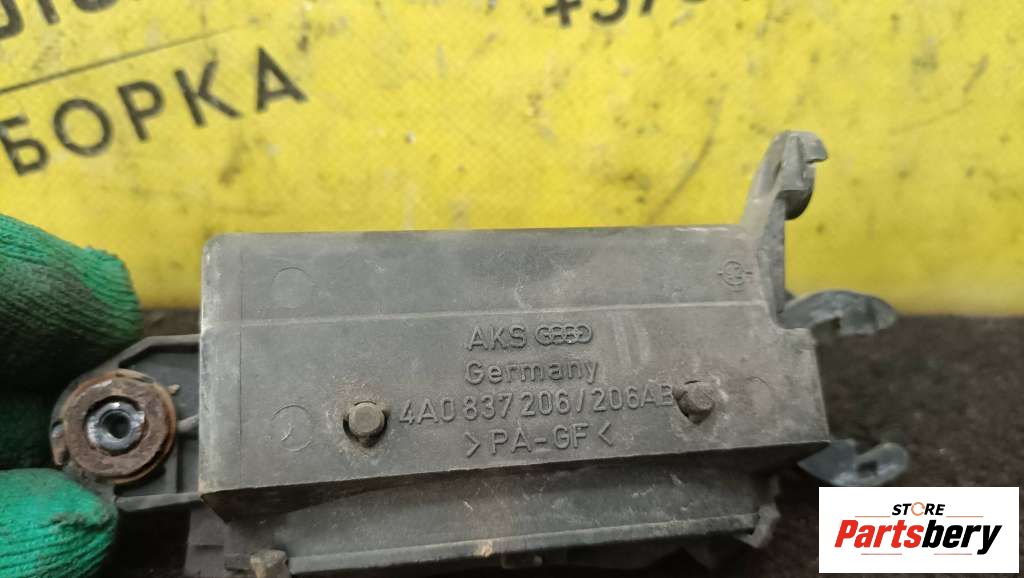 БОРКА
AKS
Germany
4A0 837 206/206AB
>PA-GF<
STORE
Partsbery